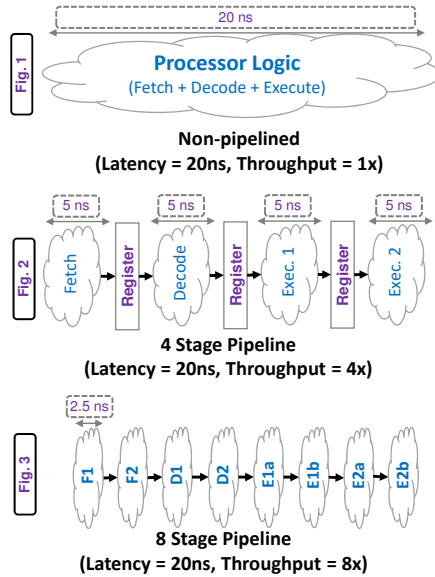 20 ns
Fig. 1
Processor Logic
(Fetch + Decode + Execute)
Non-pipelined
(Latency = 20ns, Throughput = 1x)
5 ns
5 ns
5 ns
5 ns
Fig. 2
Fetch
Register
Decode
Register
Exec. 1
Register
Exec. 2
4 Stage Pipeline
(Latency = 20ns, Throughput = 4x)
2.5 ns
Fig. 3
F1
F2
D1
D2
E1a
E1b
E2a
E2b
8 Stage Pipeline
(Latency = 20ns, Throughput = 8x)